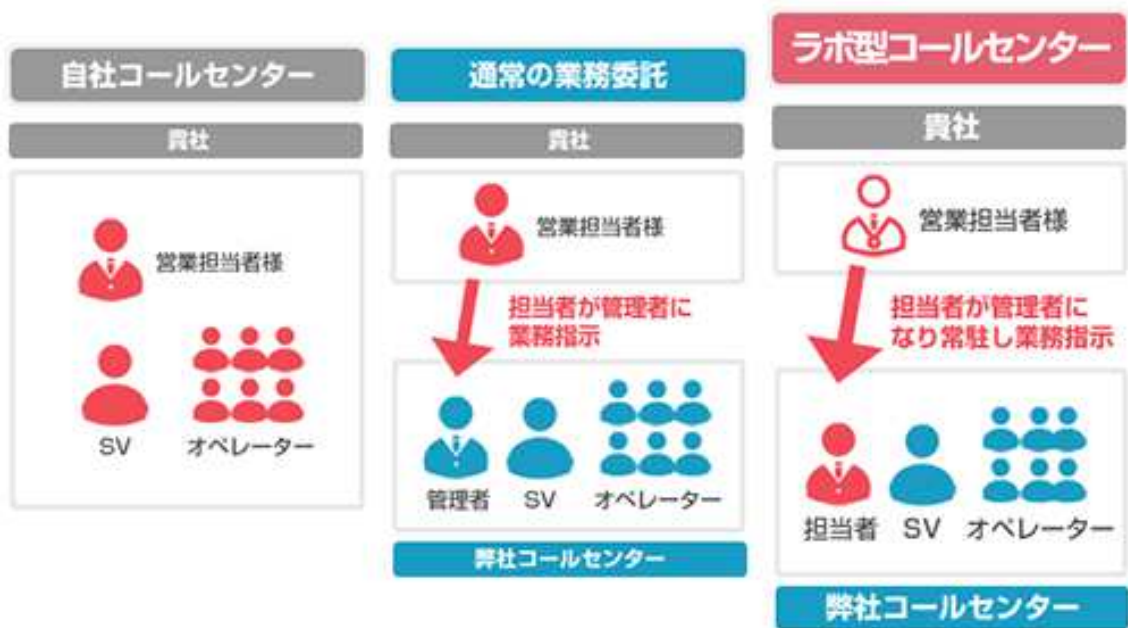 自社コールセンター
貴社
営業担当者様
SV
オペレーター
通常の業務委託
貴社
営業担当者様
担当者が管理者に
業務指示
管理者
SV
オペレーター
弊社コールセンター
ラボ型コールセンター
貴社
営業担当者様
担当者が管理者に
なり常駐し業務指示
担当者
SV
オペレーター
弊社コールセンター